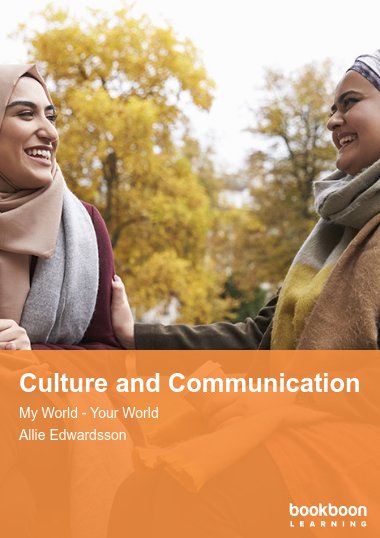 Culture and Communication
My World - Your World
Allie Edwardsson
bookboon
LEARNING